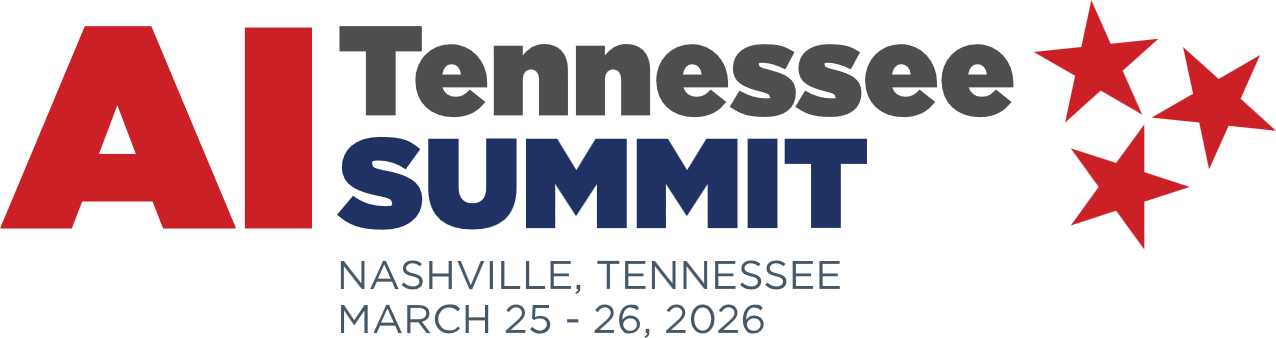 AI Tennessee
SUMMIT
NASHVILLE, TENNESSEE
MARCH 25 - 26, 2026